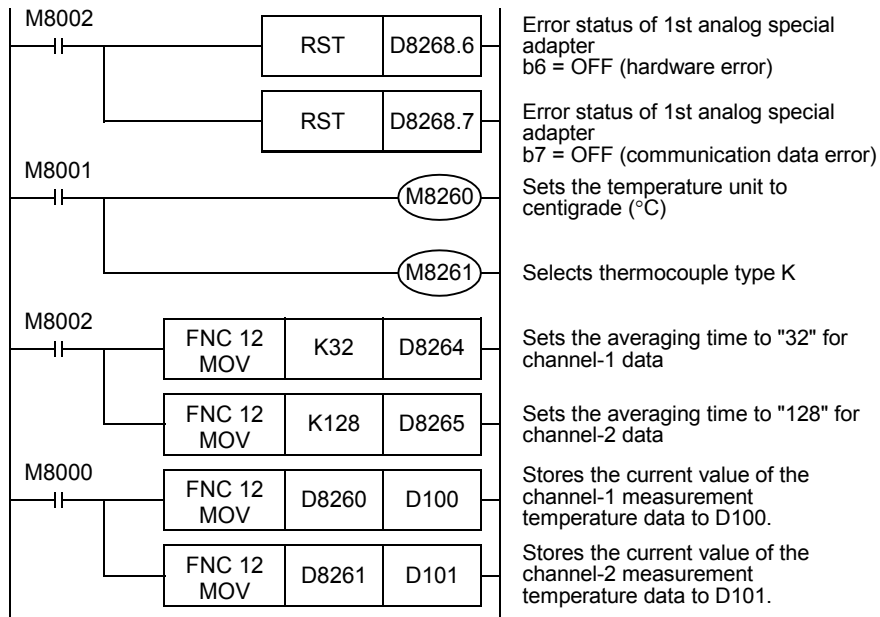 M8002
RST D8268.6
Error status of 1st analog special
adapter
b6 = OFF (hardware error)
RST D8268.7
Error status of 1st analog special
adapter
b7 = OFF (communication data error)
M8001
M8260
Sets the temperature unit to
centigrade (°C)
M8261
Selects thermocouple type K
M8002
FNC 12
MOV
K32 D8264
Sets the averaging time to "32" for
channel-1 data
FNC 12
MOV
K128 D8265
Sets the averaging time to "128" for
channel-2 data
M8000
FNC 12
MOV
D8260 D100
Stores the current value of the
channel-1 measurement
temperature data to D100.
FNC 12
MOV
D8261 D101
Stores the current value of the
channel-2 measurement
temperature data to D101.